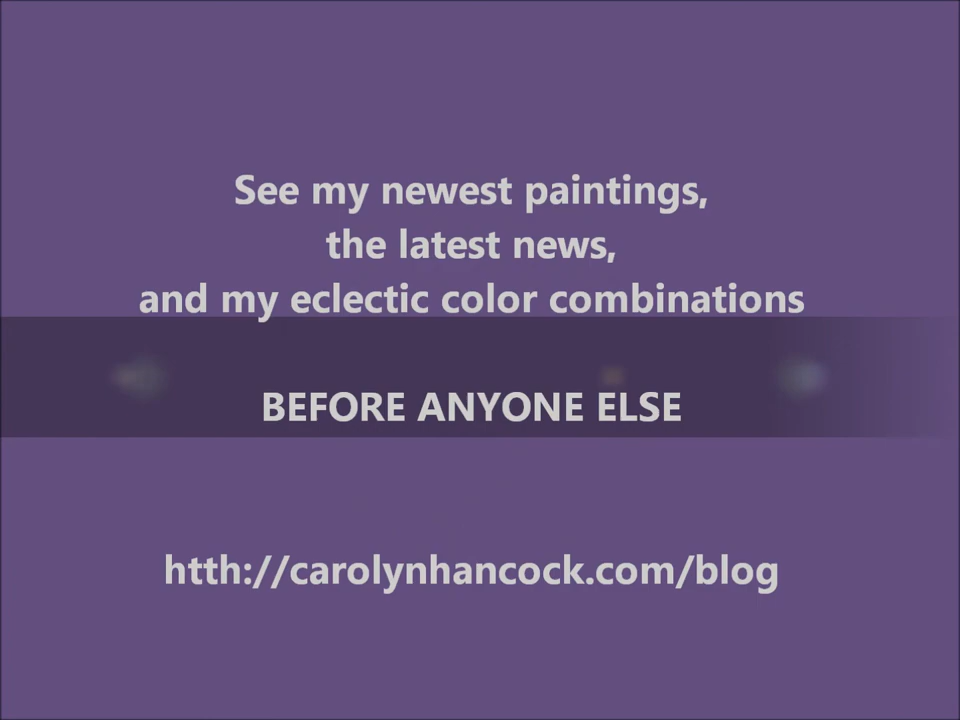 See my newest paintings,
the latest news,
and my eclectic color combinations
BEFORE ANYONE ELSE
htth://carolynhancock.com/blog